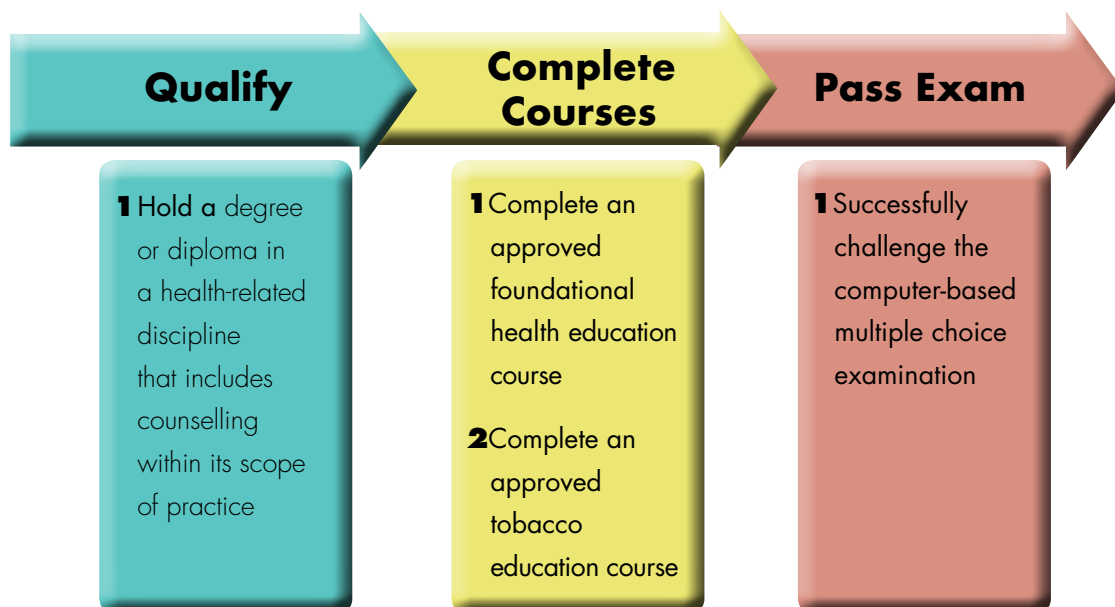 Qualify
Complete
Courses
Pass Exam
1 Hold a degree
or diploma in
a health-related
discipline
that includes
counselling
within its scope
of practice
1 Complete an
approved
foundational
health education
course
2 Complete an
approved
tobacco
education course
1 Successfully
challenge the
computer-based
multiple choice
examination